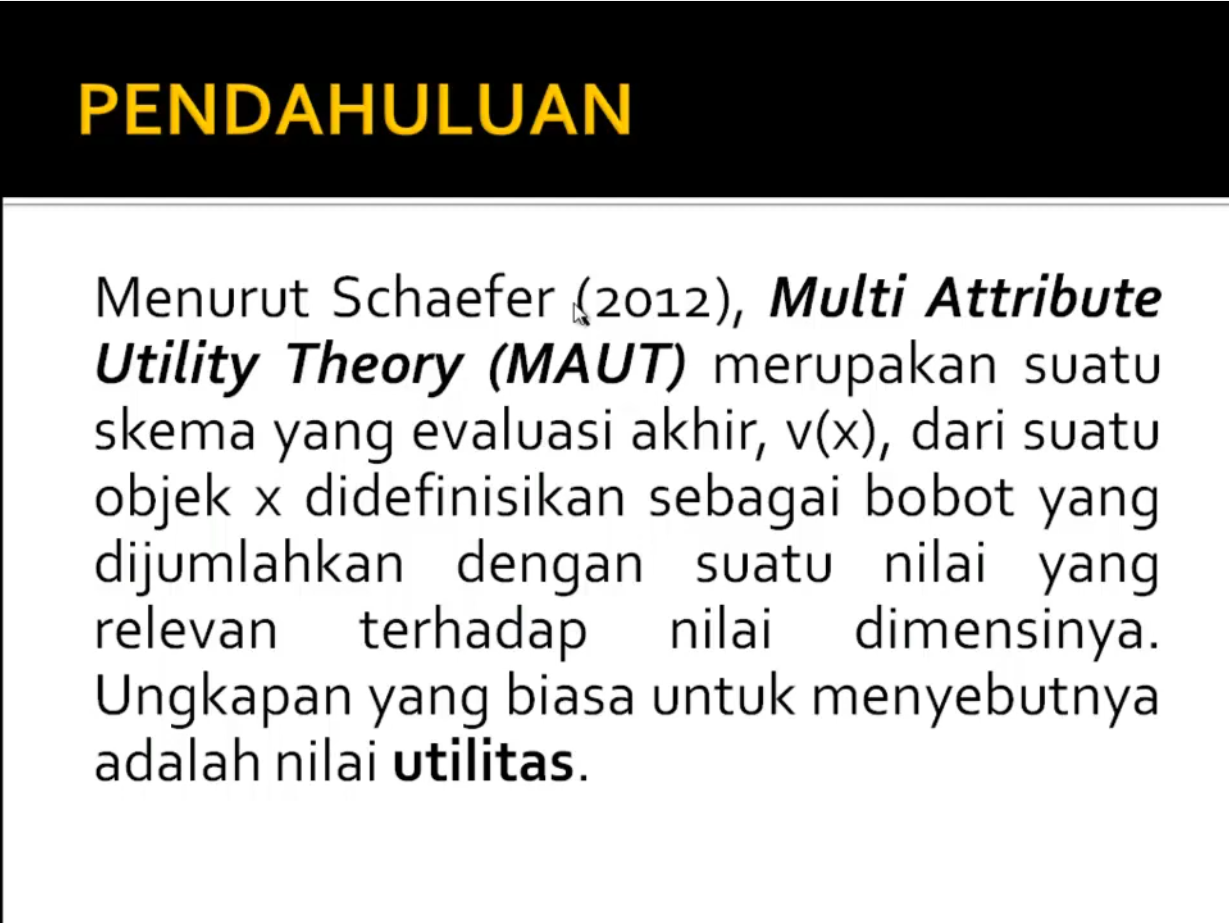 PENDAHULUAN
Menurut Schaefer (2012), Multi Attribute
Utility Theory (MAUT) merupakan suatu
skema yang evaluasi akhir, v(x), dari suatu
objek x didefinisikan sebagai bobot yang
dijumlahkan dengan suatu nilai yang
relevan terhadap nilai dimensinya.
Ungkapan yang biasa untuk menyebutnya
adalah nilai utilitas.